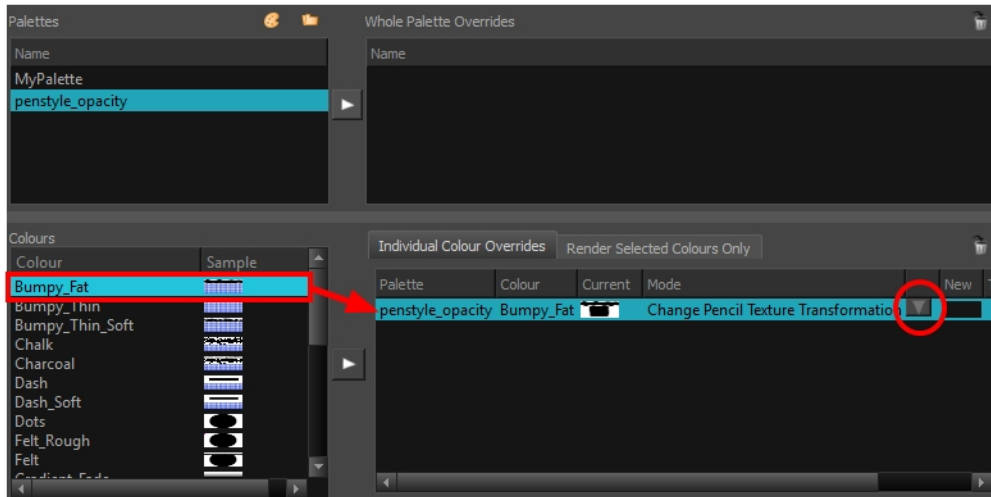 Palettes
Name
MyPalette
penstyle_opacity
Whole Palette Overrides
Name
Colours
Colour Sample
Bumpy_Fat
Bumpy_Thin
Bumpy_Thin_Soft
Chalk
Charcoal
Dash
Dash_Soft
Dots
Felt_Rough
Felt
Gradient_Fade
Individual Colour Overrides Render Selected Colours Only
Palette Colour Current Mode New
penstyle_opacity Bumpy_Fat Change Pencil Texture Transformation